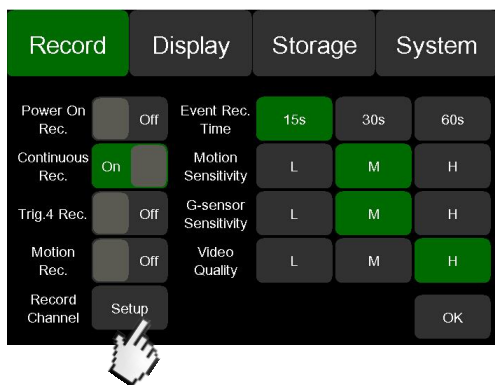 Record Display Storage System
Power On Rec. Off Event Rec. Time 15s 30s 60s
Continuous Rec. On Motion Sensitivity L M H
Trig.4 Rec. Off G-sensor Sensitivity L M H
Motion Rec. Off Video Quality L M H
Record Channel Setup OK